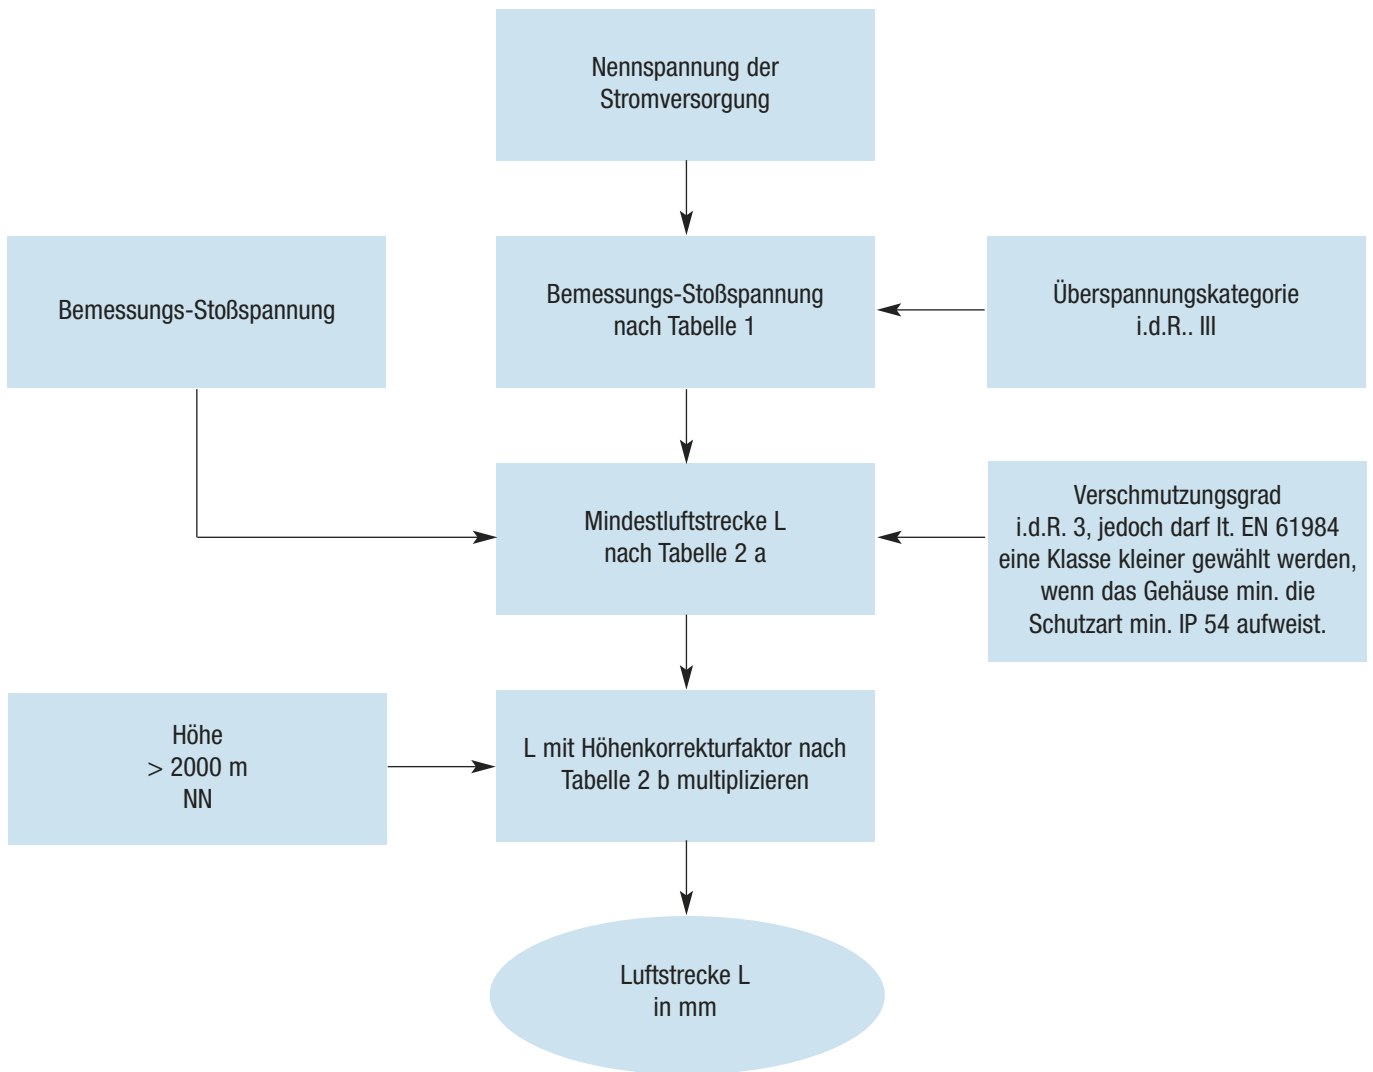 Nennspannung der
Stromversorgung
Bemessungs-Stoßspannung
Bemessungs-Stoßspannung
nach Tabelle 1
Überspannungskategorie
i.d.R.. III
Mindestluftstrecke L
nach Tabelle 2 a
Verschmutzungsgrad
i.d.R. 3, jedoch darf lt. EN 61984
eine Klasse kleiner gewählt werden,
wenn das Gehäuse min. die
Schutzart min. IP 54 aufweist.
Höhe
> 2000 m
NN
L mit Höhenkorrekturfaktor nach
Tabelle 2 b multiplizieren
Luftstrecke L
in mm